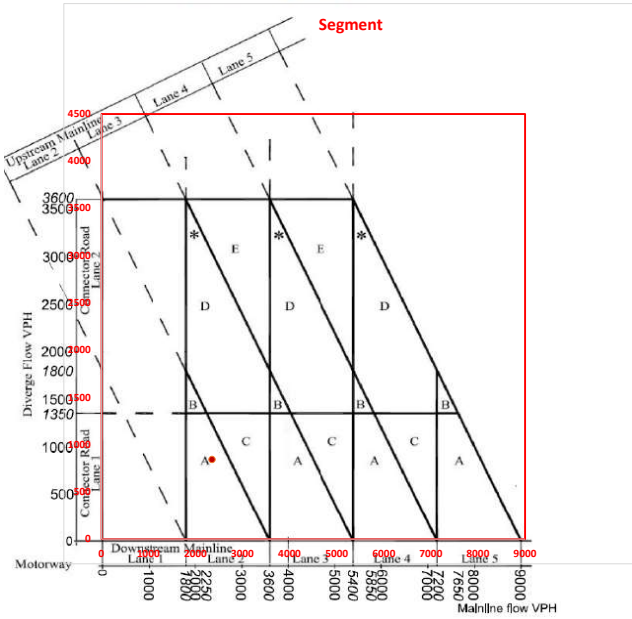 Segment
Upstream Mainline
Lane 2
Lane 3
Lane 4
Lane 5
4500
4000
3500
3000
2500
2000
1500
1000
500
0
3600
3500
3000
2500
2000
1800
1500
1350
1000
500
0
Diverge Flow VPH
Connector Road
Lane 2
Connector Road
Lane 1
* E * E *
D D D
B B B B
C C C
A A A A
Downstream Mainline
0 1000 2000 3000 4000 5000 6000 7000 8000 9000
Motorway Lane 1 Lane 2 Lane 3 Lane 4 Lane 5
0 1000 1800 2000 2250 3000 3600 4000 5000 5400 5850 6000 7000 7200 7650 8000 9000
Mainline flow VPH